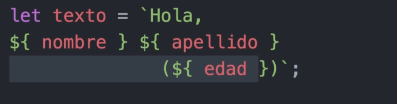 let texto = `Hola,
${ nombre } ${ apellido }
(${ edad })`;